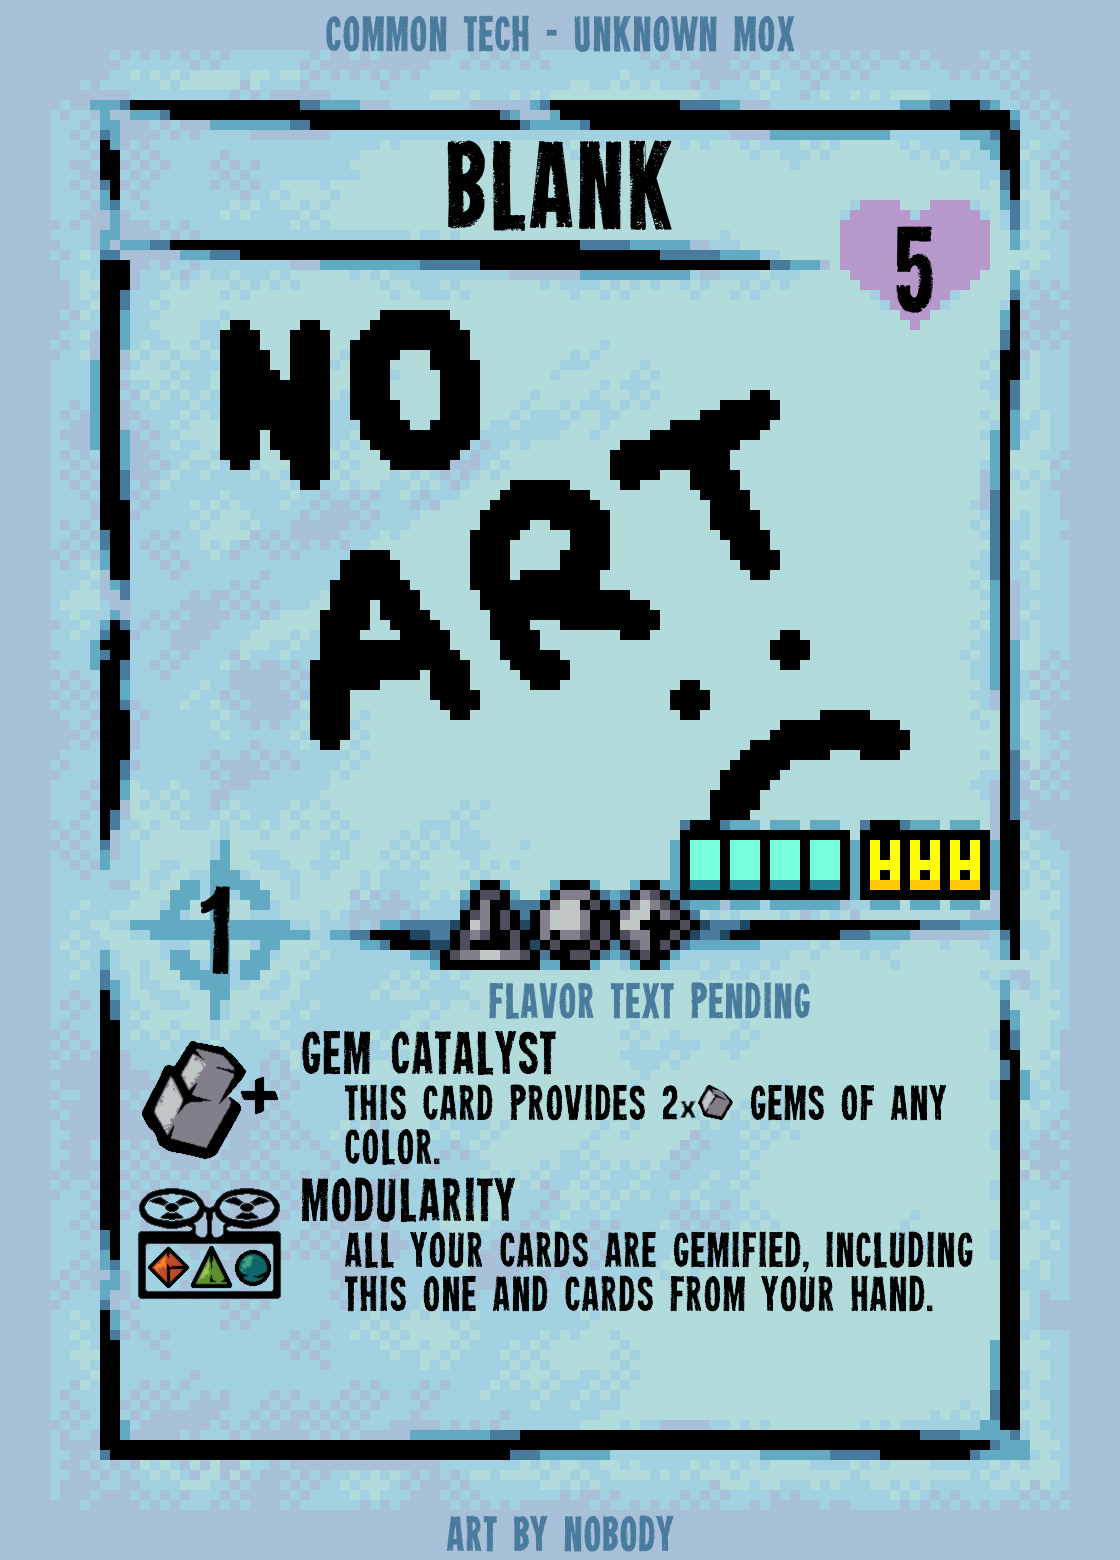 COMMON TECH - UNKNOWN MOX
BLANK
5
NO
ART
:(
1
FLAVOR TEXT PENDING
GEM CATALYST
THIS CARD PROVIDES 2x GEMS OF ANY
COLOR.
MODULARITY
ALL YOUR CARDS ARE GEMIFIED, INCLUDING
THIS ONE AND CARDS FROM YOUR HAND.
ART BY NOBODY